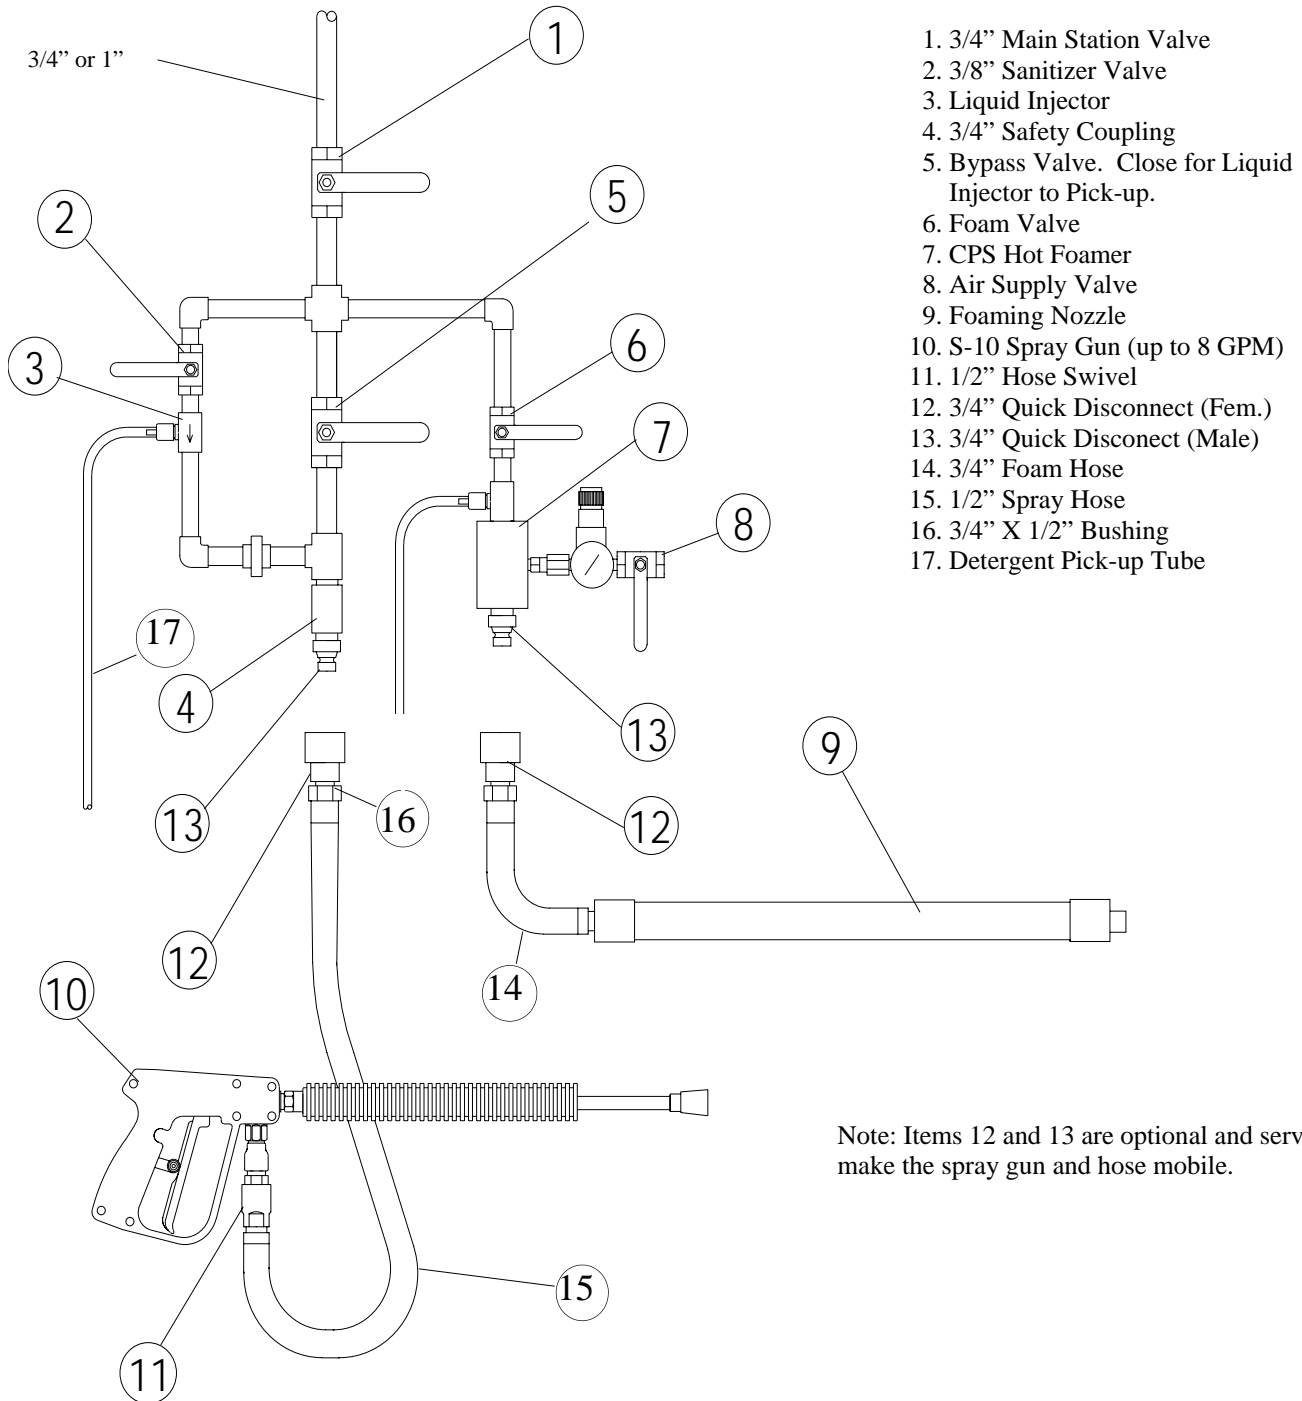 3/4” or 1”
1
2
3
5
6
7
8
17
4
13
13
9
16
12
12
14
10
15
11
1. 3/4” Main Station Valve
2. 3/8” Sanitizer Valve
3. Liquid Injector
4. 3/4” Safety Coupling
5. Bypass Valve.  Close for Liquid
Injector to Pick-up.
6. Foam Valve
7. CPS Hot Foamer
8. Air Supply Valve
9. Foaming Nozzle
10. S-10 Spray Gun (up to 8 GPM)
11. 1/2” Hose Swivel
12. 3/4” Quick Disconnect (Fem.)
13. 3/4” Quick Disconect (Male)
14. 3/4” Foam Hose
15. 1/2” Spray Hose
16. 3/4” X 1/2” Bushing
17. Detergent Pick-up Tube
Note: Items 12 and 13 are optional and serv
make the spray gun and hose mobile.